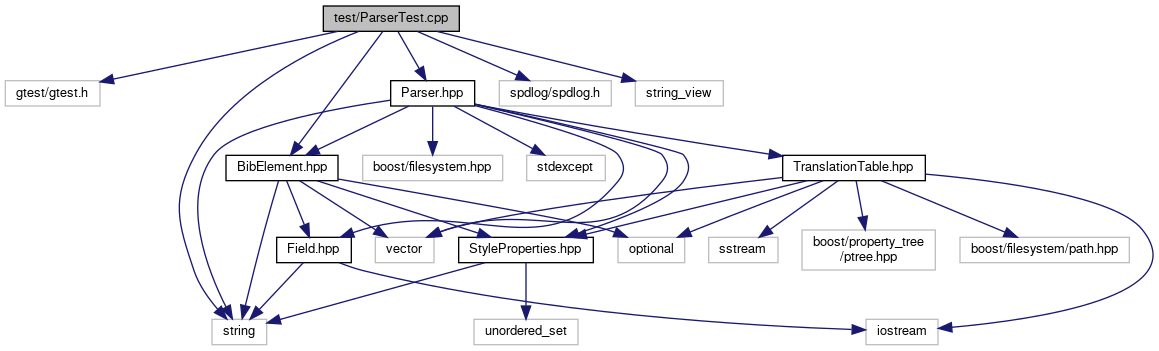 test/ParserTest.cpp
gtest/gtest.h
Parser.hpp
spdlog/spdlog.h
string_view
BibElement.hpp
boost/filesystem.hpp
stdexcept
TranslationTable.hpp
Field.hpp
vector
StyleProperties.hpp
optional
sstream
boost/property_tree
/ptree.hpp
boost/filesystem/path.hpp
string
unordered_set
iostream